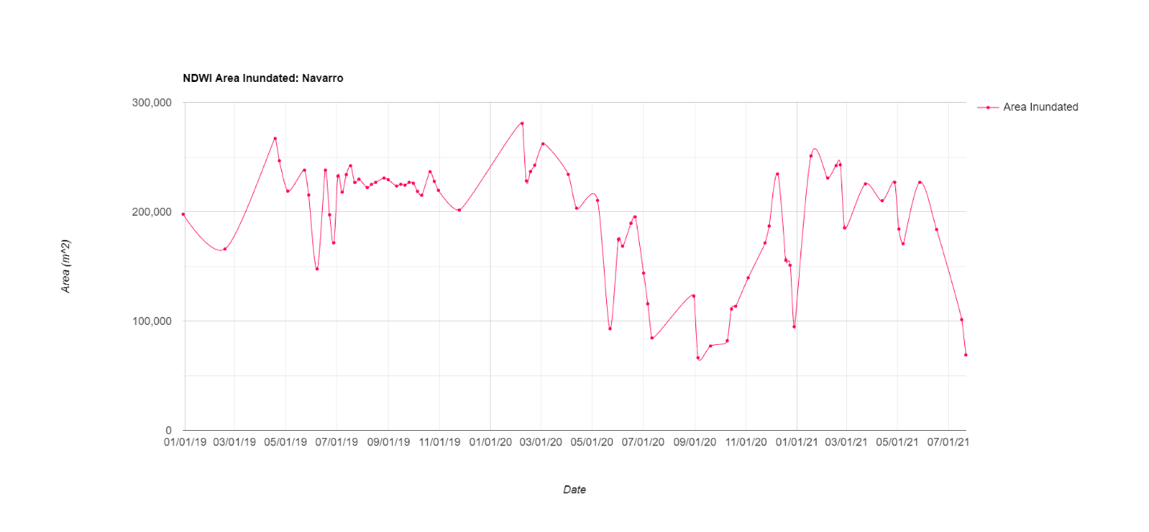 NDWI Area Inundated: Navarro
300,000
Area Inundated
200,000
Area (m^2)
100,000
0
01/01/19 03/01/19 05/01/19 07/01/19 09/01/19 11/01/19 01/01/20 03/01/20 05/01/20 07/01/20 09/01/20 11/01/20 01/01/21 03/01/21 05/01/21 07/01/21
Date